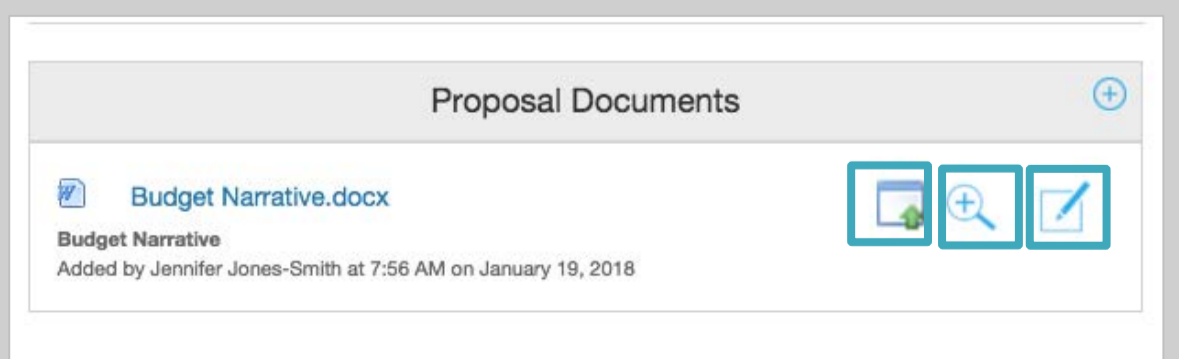 Proposal Documents
Budget Narrative.docx
Budget Narrative
Added by Jennifer Jones-Smith at 7:56 AM on January 19, 2018